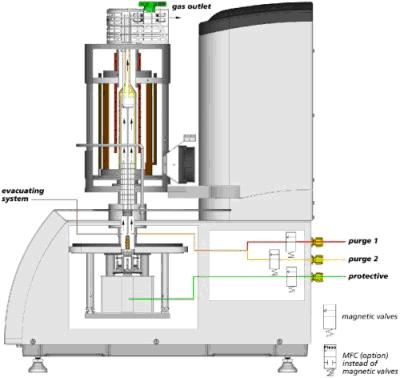 gas outlet
evacuating
system
purge 1
purge 2
protective
magnetic valves
MFC (option)
instead of
magnetic valves